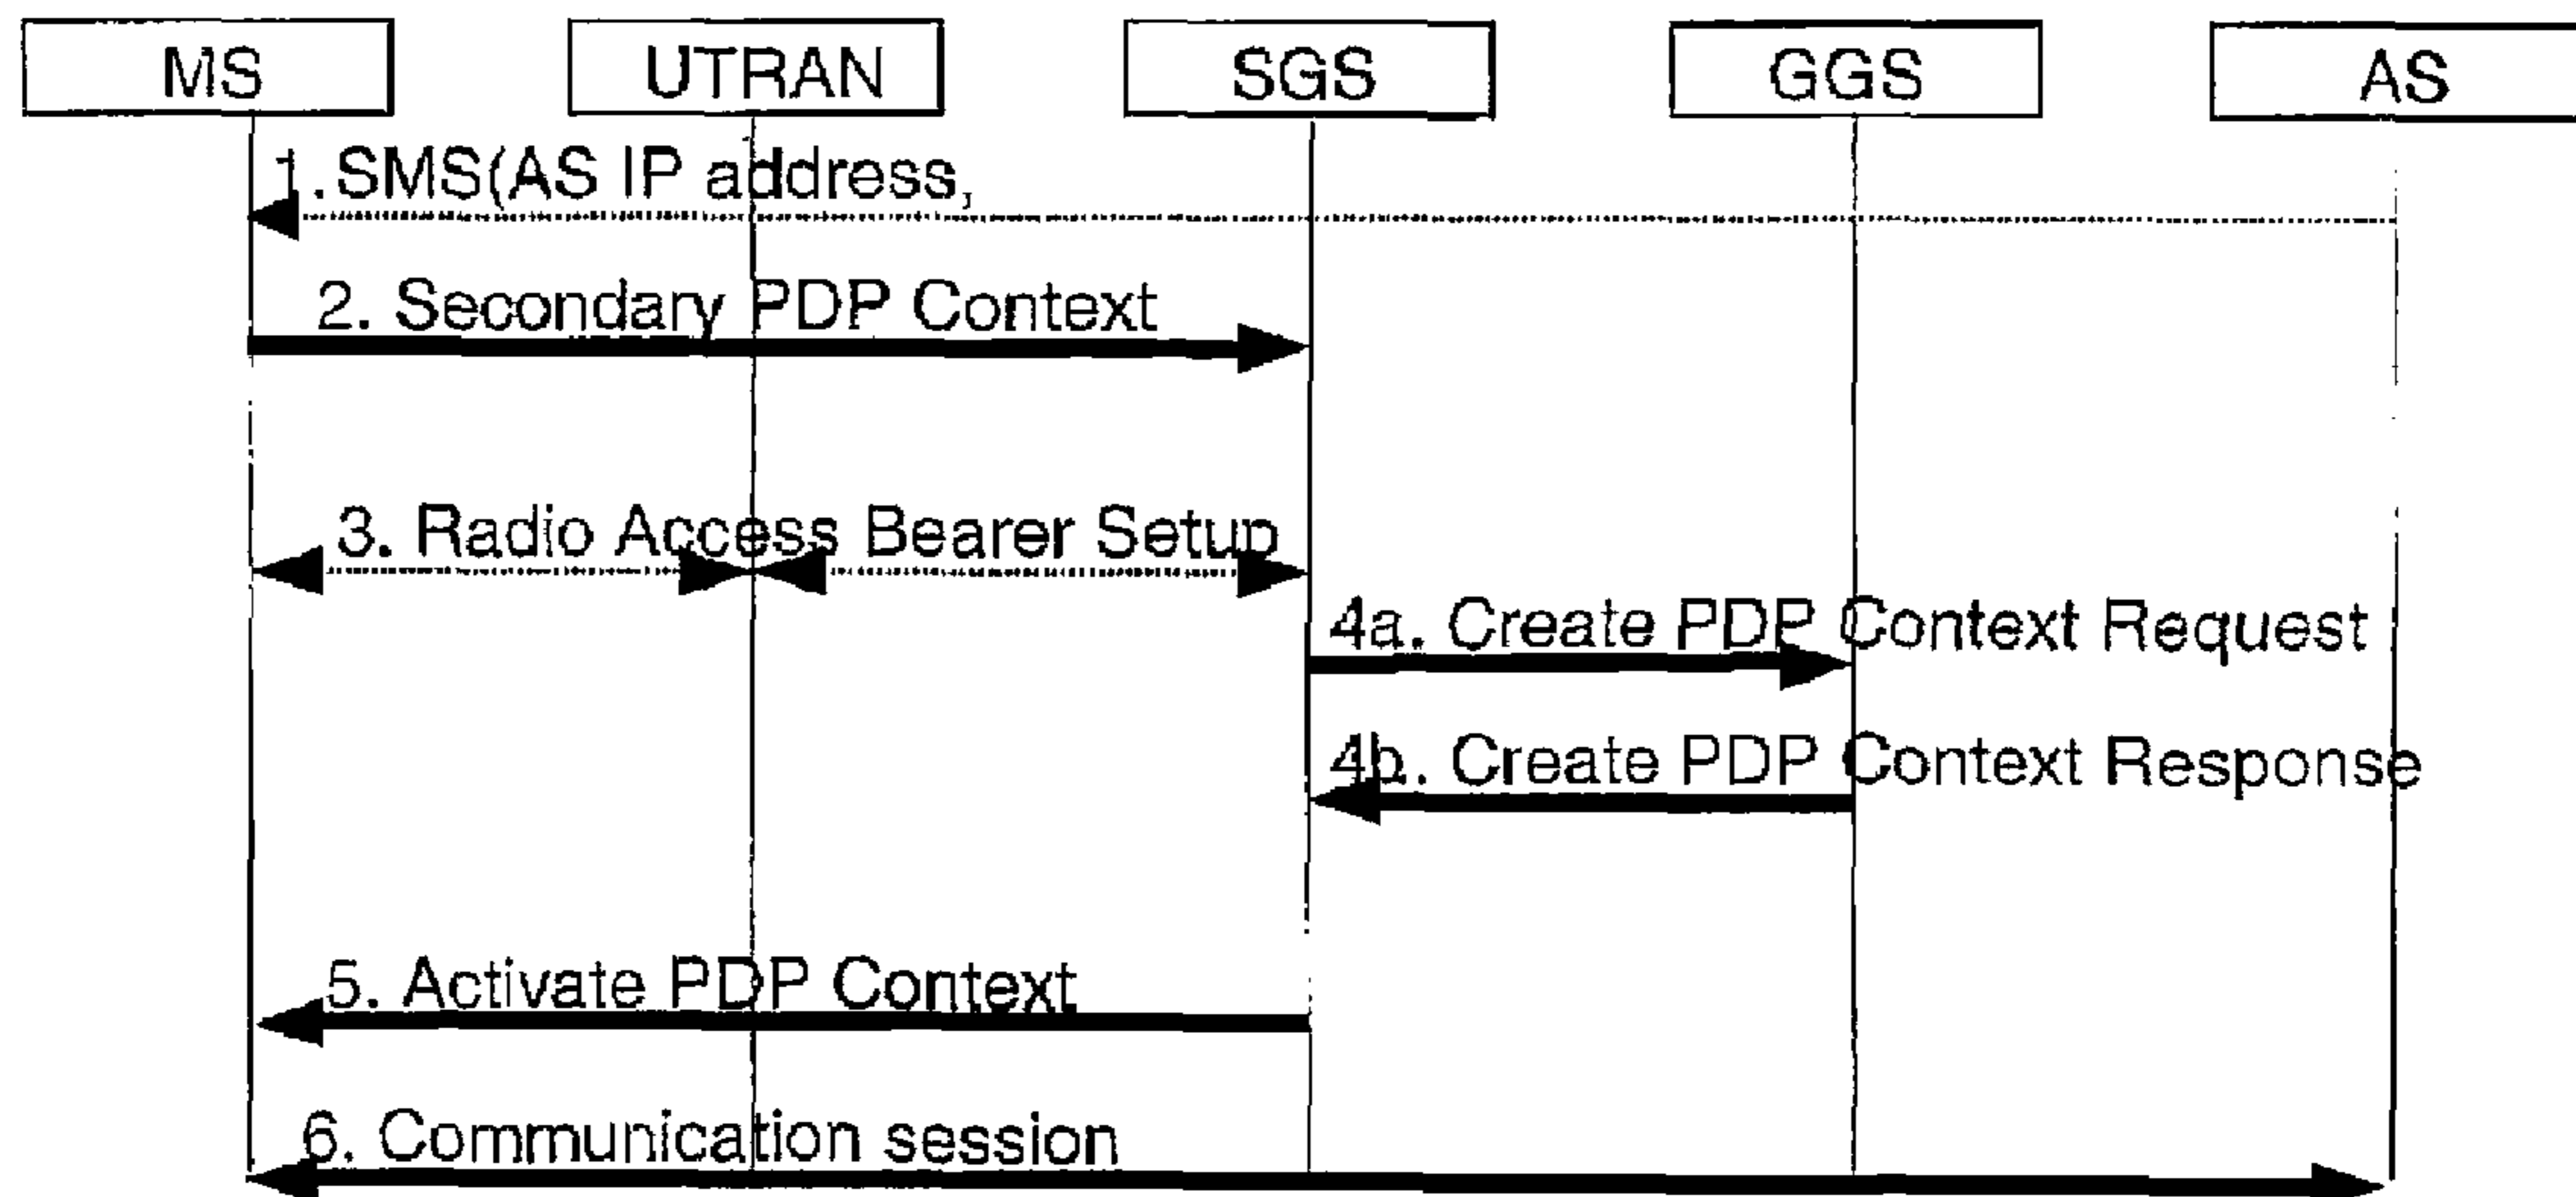 MS
UTRAN
SGS
GGS
AS
1.SMS(AS IP address,
2. Secondary PDP Context
3. Radio Access Bearer Setup
4a. Create PDP Context Request
4b. Create PDP Context Response
5. Activate PDP Context
6. Communication session